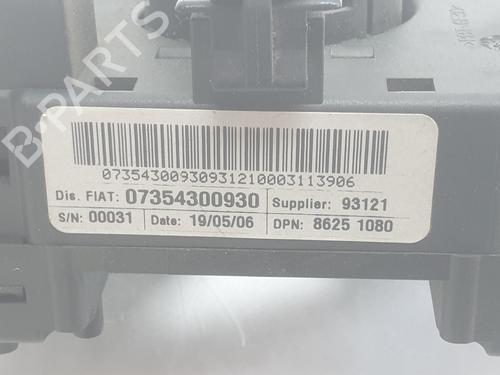 B-PARTS
07354300930931210003113906
Dis. FIAT: 07354300930 Supplier: 93121
S/N: 00031 Date: 19/05/06 DPN: 8625 1080